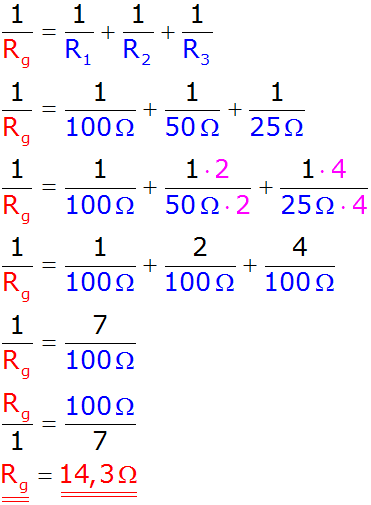 1/R_g = 1/R_1 + 1/R_2 + 1/R_3
1/R_g = 1/100 Ω + 1/50 Ω + 1/25 Ω
1/R_g = 1/100 Ω + 1 · 2/50 Ω · 2 + 1 · 4/25 Ω · 4
1/R_g = 1/100 Ω + 2/100 Ω + 4/100 Ω
1/R_g = 7/100 Ω
R_g/1 = 100 Ω/7
R_g = 14,3 Ω